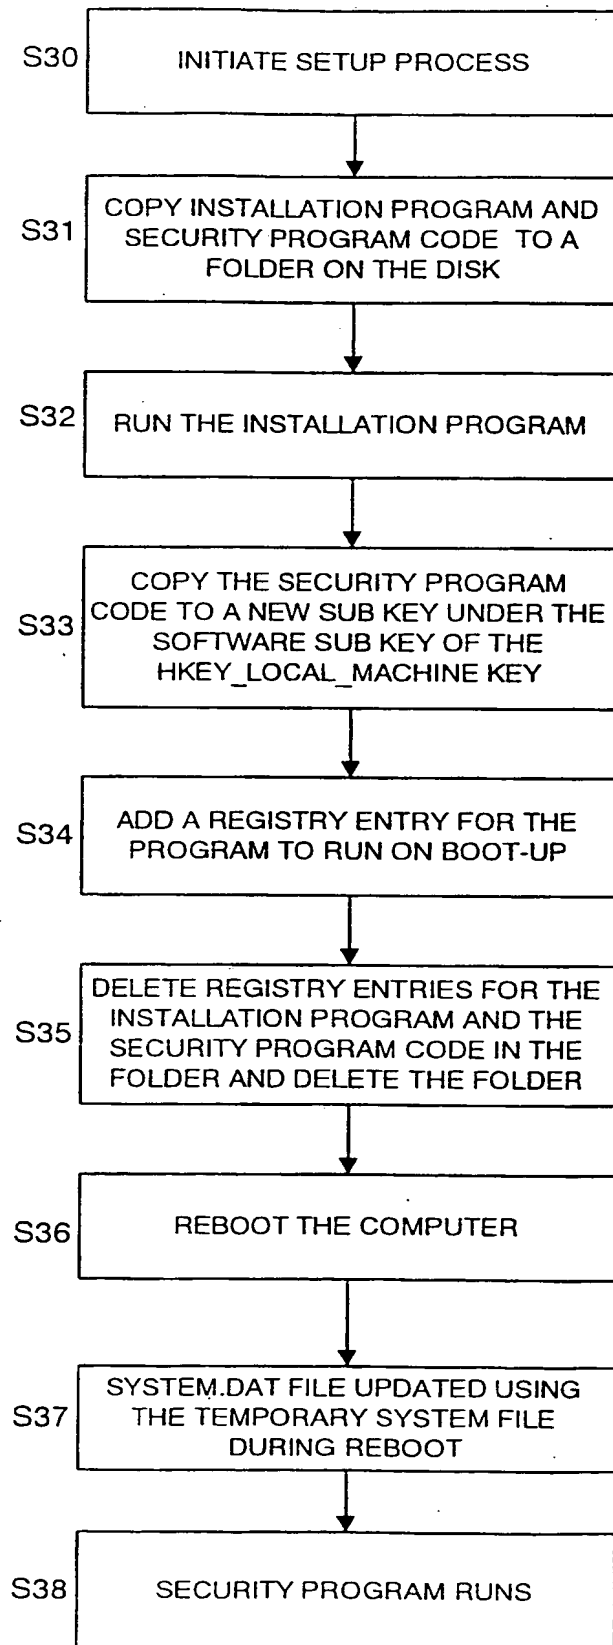 S30
INITIATE SETUP PROCESS
S31
COPY INSTALLATION PROGRAM AND
SECURITY PROGRAM CODE TO A
FOLDER ON THE DISK
S32
RUN THE INSTALLATION PROGRAM
S33
COPY THE SECURITY PROGRAM
CODE TO A NEW SUB KEY UNDER THE
SOFTWARE SUB KEY OF THE
HKEY_LOCAL_MACHINE KEY
S34
ADD A REGISTRY ENTRY FOR THE
PROGRAM TO RUN ON BOOT-UP
S35
DELETE REGISTRY ENTRIES FOR THE
INSTALLATION PROGRAM AND THE
SECURITY PROGRAM CODE IN THE
FOLDER AND DELETE THE FOLDER
S36
REBOOT THE COMPUTER
S37
SYSTEM.DAT FILE UPDATED USING
THE TEMPORARY SYSTEM FILE
DURING REBOOT
S38
SECURITY PROGRAM RUNS